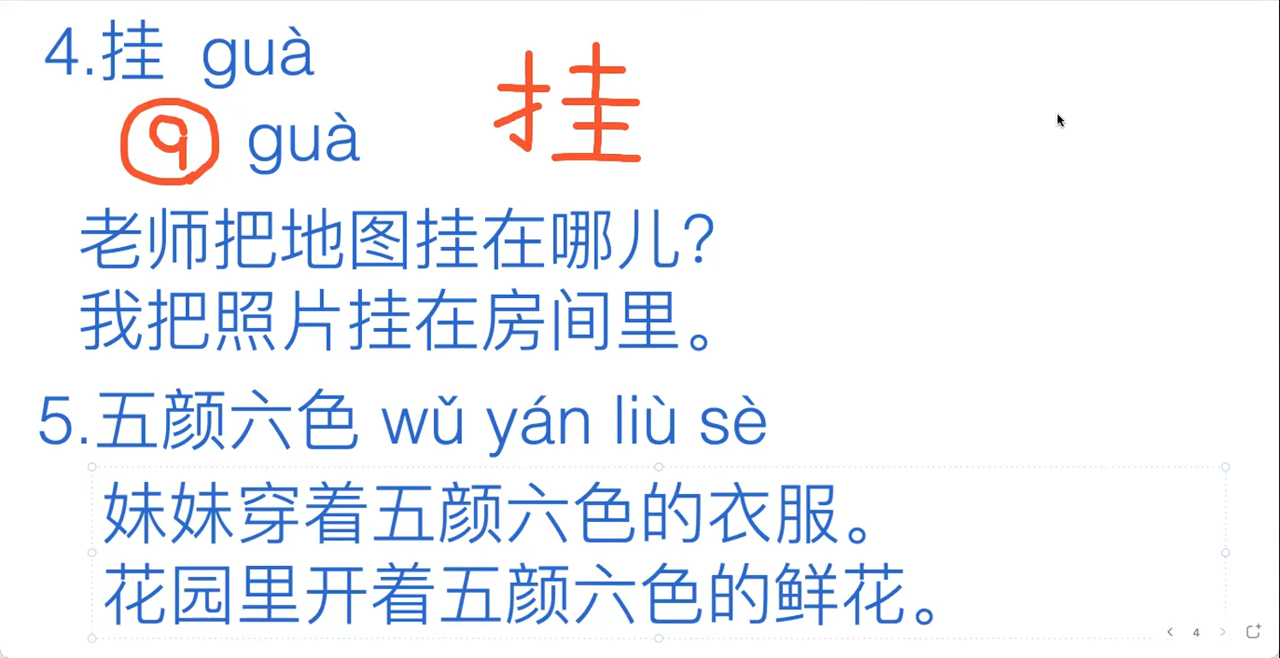 4.挂 guà 挂
9 guà
老师把地图挂在哪儿?
我把照片挂在房间里。
5.五颜六色 wǔ yán liù sè
妹妹穿着五颜六色的衣服。
花园里开着五颜六色的鲜花。
4